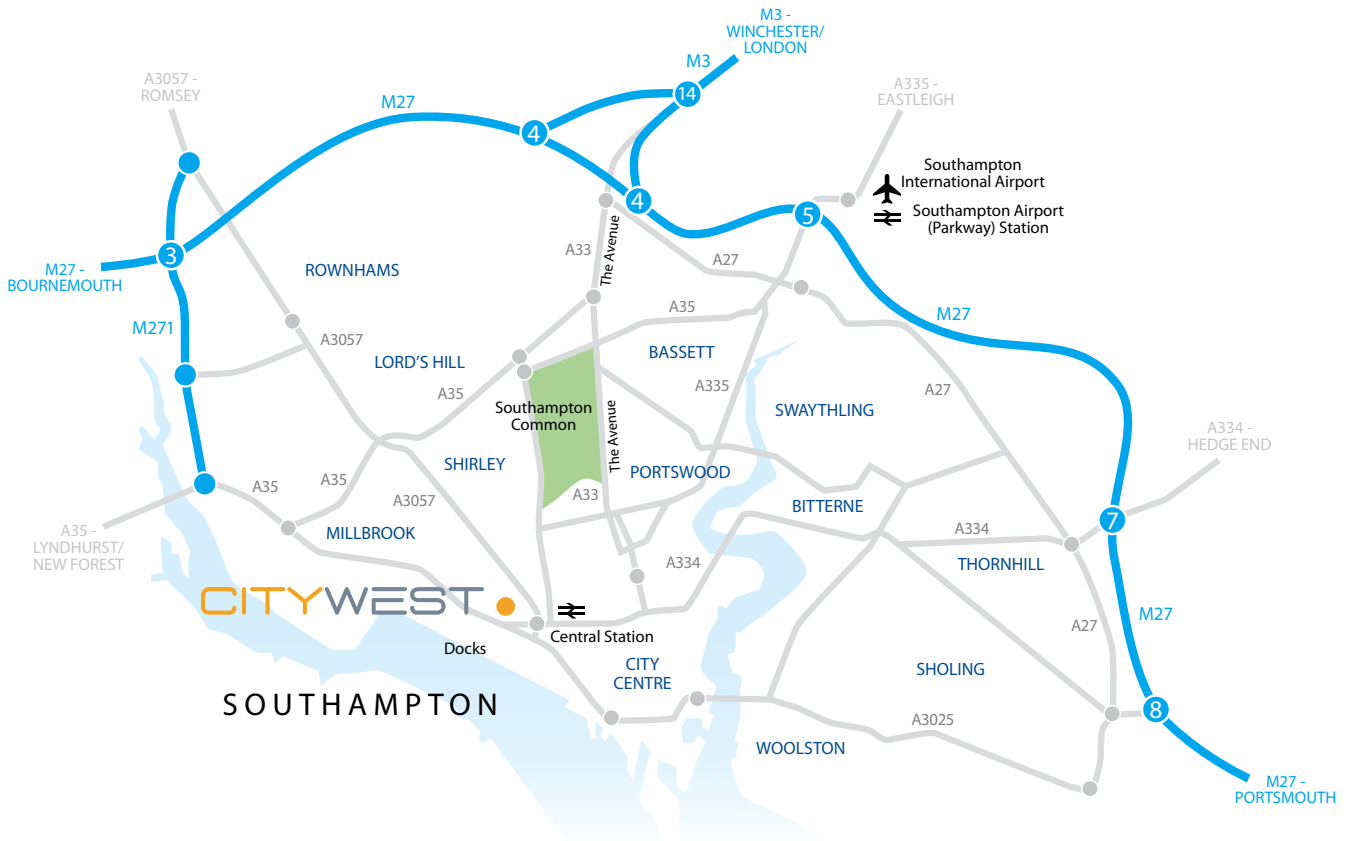 M3 -
WINCHESTER/
LONDON
M3
14
A3057 -
ROMSEY
A335 -
EASTLEIGH
M27
4
4
Southampton
International Airport
Southampton Airport
(Parkway) Station
5
3
M27 -
BOURNEMOUTH
ROWNHAMS
A33
The Avenue
A27
M271
A35
M27
A3057
LORD'S HILL
BASSETT
A35
A335
A27
Southampton
Common
The Avenue
SWAYTHLING
A334 -
HEDGE END
SHIRLEY
PORTSWOOD
A35
A35
A3057
A33
BITTERNE
7
A35 -
LYNDHURST/
NEW FOREST
MILLBROOK
A334
THORNHILL
A334
CITYWEST
M27
A27
Central Station
Docks
CITY
CENTRE
SHOLING
SOUTHAMPTON
8
A3025
WOOLSTON
M27 -
PORTSMOUTH